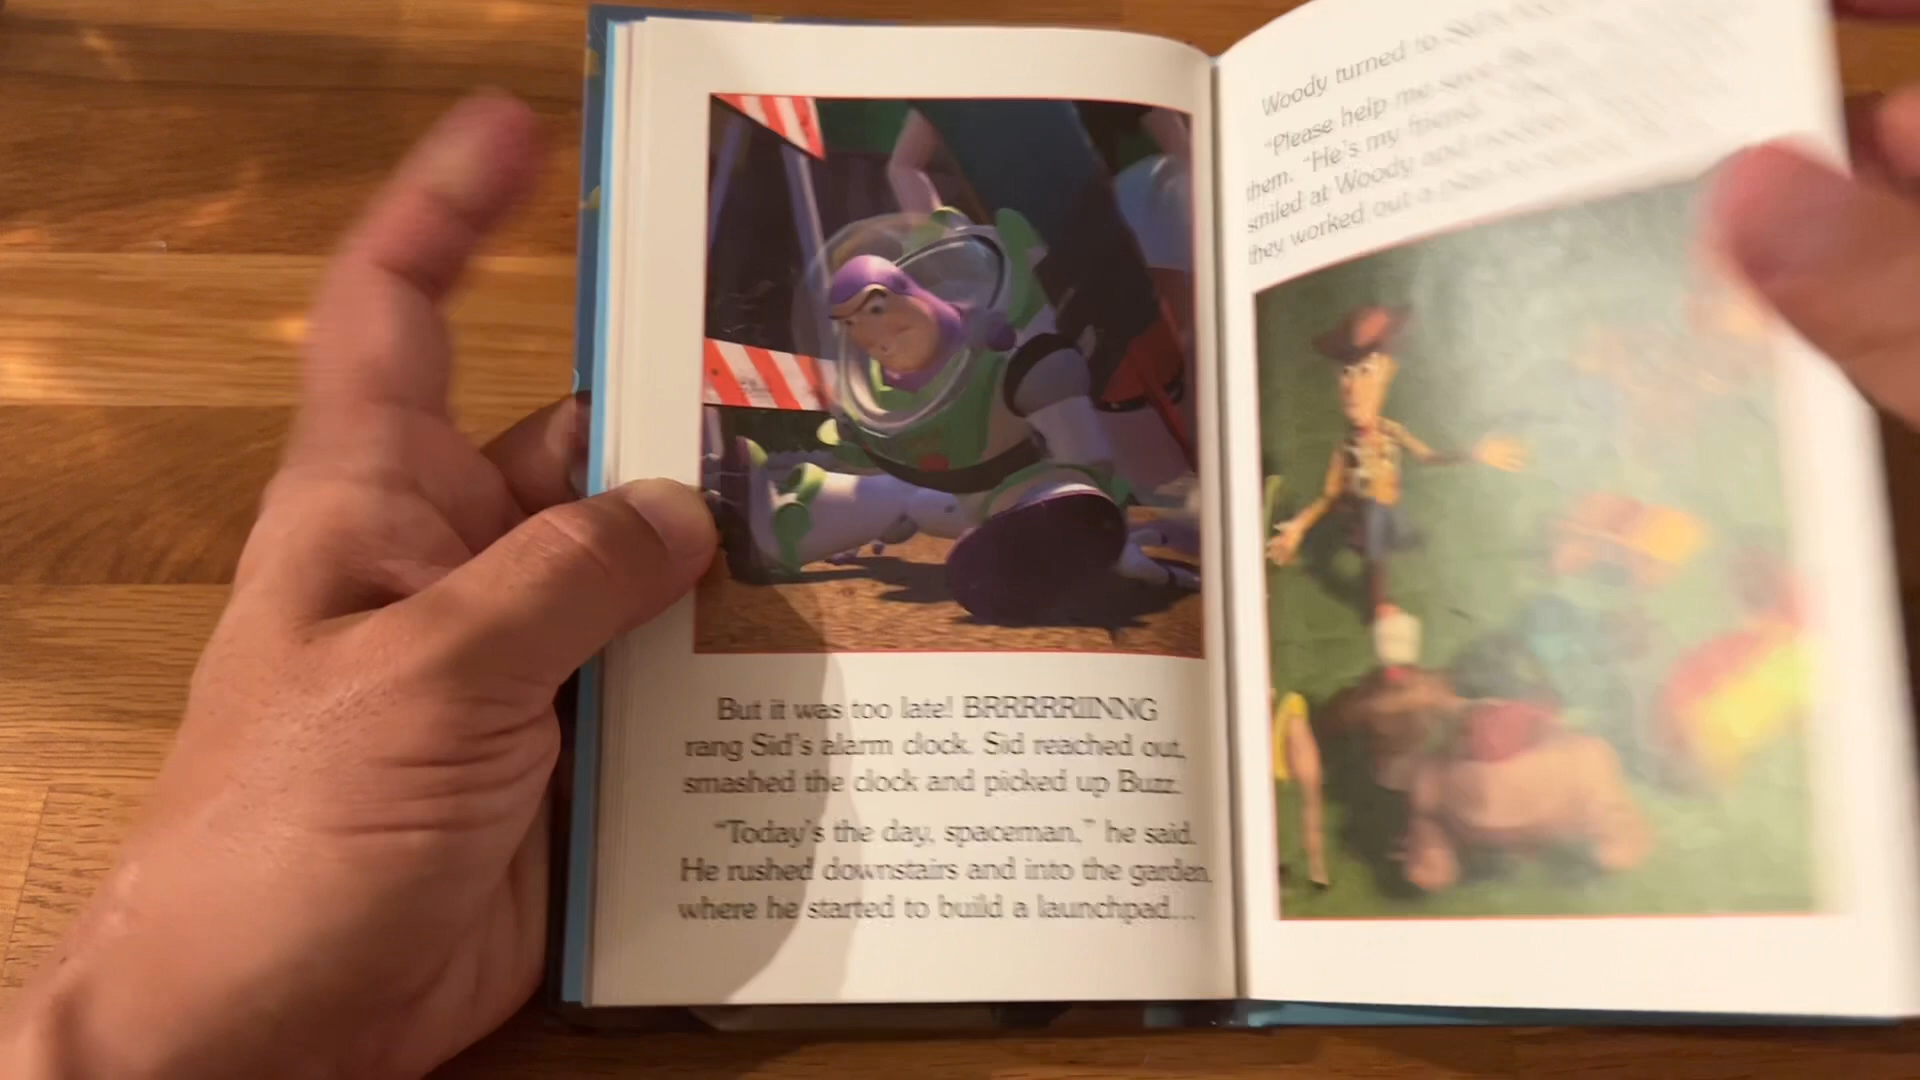 But it was too late! BRRRRRIINNG
rang Sid's alarm clock. Sid reached out,
smashed the clock and picked up Buzz.
"Today's the day, spaceman," he said.
He rushed downstairs and into the garden,
where he started to build a launchpad...
Woody turned to
"Please help me save
them. "He's my friend.
smiled at Woody and
they worked out a